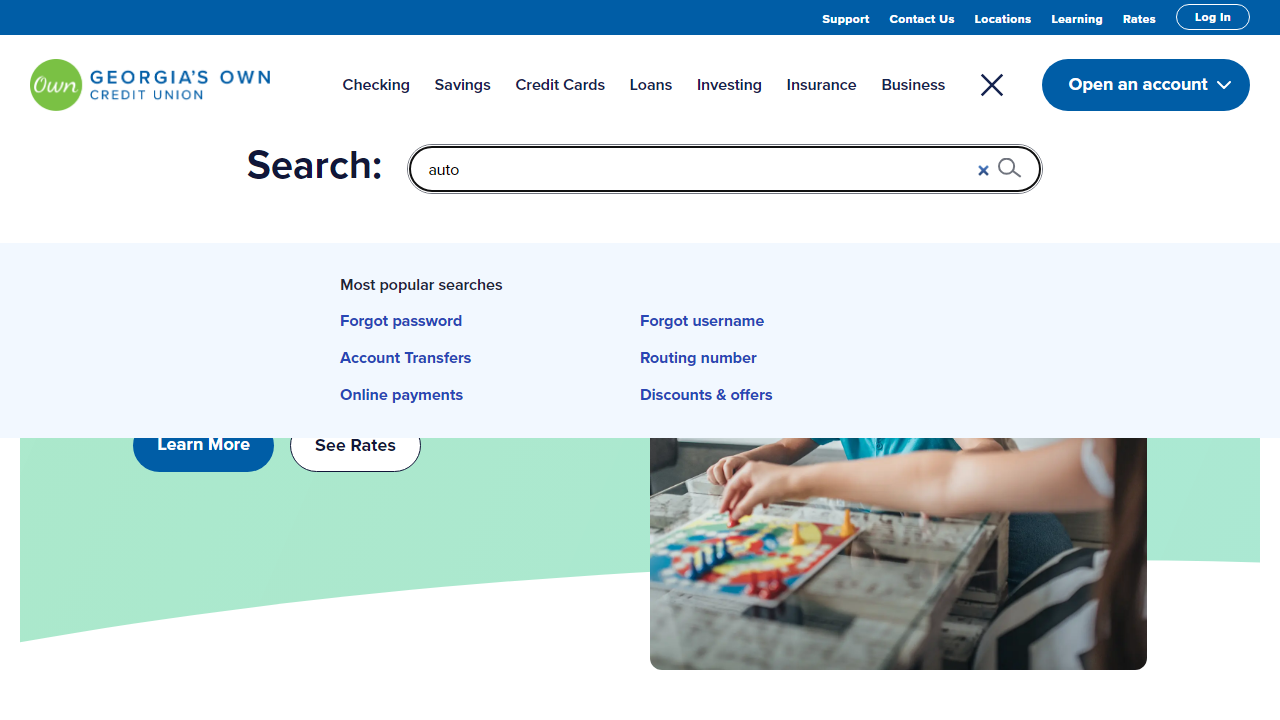 Support Contact Us Locations Learning Rates Log In
Own GEORGIA'S OWN
CREDIT UNION
Checking Savings Credit Cards Loans Investing Insurance Business Open an account
Search: auto
Most popular searches
Forgot password Forgot username
Account Transfers Routing number
Online payments Discounts & offers
Learn More See Rates